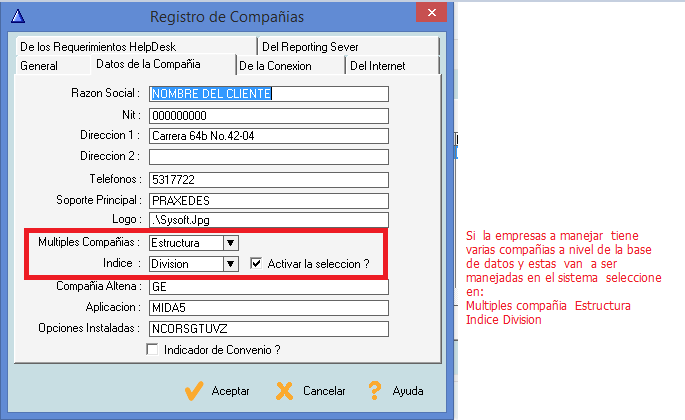 Registro de Compañias
De los Requerimientos HelpDesk
Del Reporting Sever
General
Datos de la Compañia
De la Conexion
Del Internet
Razon Social : NOMBRE DEL CLIENTE
Nit : 000000000
Direccion 1 : Carrera 64b No.42-04
Direccion 2 :
Telefonos : 5317722
Soporte Principal : PRAXEDES
Logo : .\Sysoft.Jpg
Multiples Compañias : Estructura
Indice : Division Activar la seleccion ?
Compañia Altena : GE
Aplicacion : MIDA5
Opciones Instaladas : NCORSGTUVZ
Indicador de Convenio ?
Aceptar Cancelar ? Ayuda
Si la empresas a manejar tiene
varias compañias a nivel de la base
de datos y estas van a ser
manejadas en el sistema seleccione
en:
Multiples compañia Estructura
Indice Division